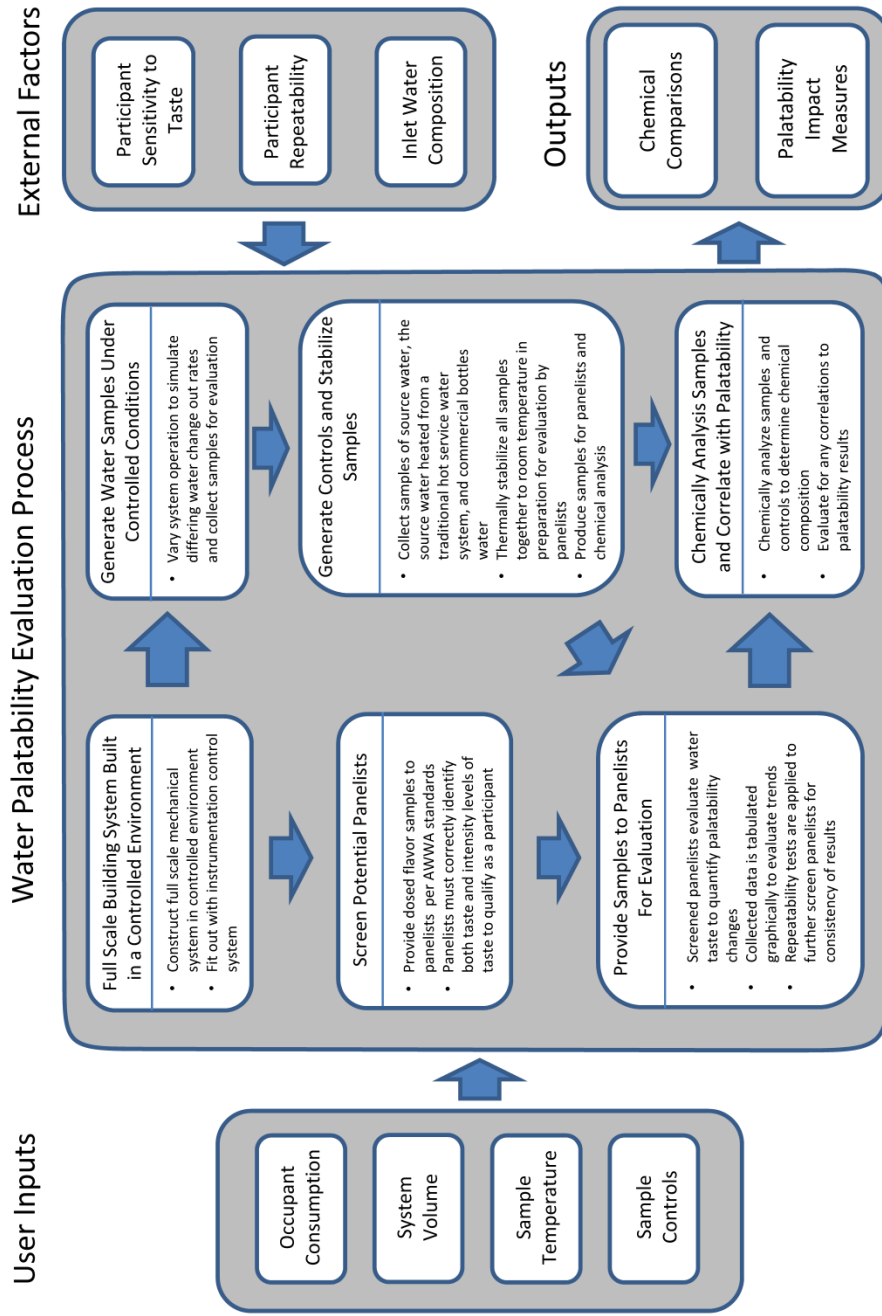 User Inputs
Occupant
Consumption
System
Volume
Sample
Temperature
Sample
Controls
Water Palatability Evaluation Process
Full Scale Building System Built
in a Controlled Environment
• Construct full scale mechanical
system in controlled environment
• Fit out with instrumentation control
system
Generate Water Samples Under
Controlled Conditions
• Vary system operation to simulate
differing water change out rates
and collect samples for evaluation
Screen Potential Panelists
• Provide dosed flavor samples to
panelists per AWWA standards
• Panelists must correctly identify
both taste and intensity levels of
taste to qualify as a participant
Generate Controls and Stabilize
Samples
• Collect samples of source water, the
source water heated from a
traditional hot service water
system, and commercial bottles
water
• Thermally stabilize all samples
together to room temperature in
preparation for evaluation by
panelists
• Produce samples for panelists and
chemical analysis
Provide Samples to Panelists
For Evaluation
• Screened panelists evaluate water
taste to quantify palatability
changes
• Collected data is tabulated
graphically to evaluate trends
• Repeatability tests are applied to
further screen panelists for
consistency of results
Chemically Analysis Samples
and Correlate with Palatability
• Chemically analyze samples and
controls to determine chemical
composition
• Evaluate for any correlations to
palatability results
External Factors
Participant
Sensitivity to
Taste
Participant
Repeatability
Inlet Water
Composition
Outputs
Chemical
Comparisons
Palatability
Impact
Measures